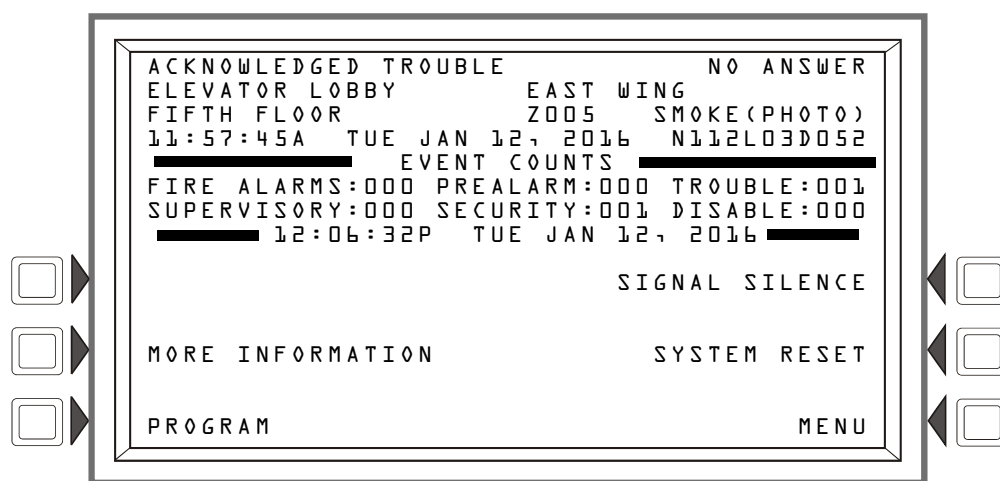 ACKNOWLEDGED TROUBLE NO ANSWER
ELEVATOR LOBBY EAST WING
FIFTH FLOOR Z005 SMOKE(PHOTO)
11:57:45A TUE JAN 12, 2016 N112L03D052
EVENT COUNTS
FIRE ALARMS:000 PREALARM:000 TROUBLE:001
SUPERVISORY:000 SECURITY:001 DISABLE:000
12:06:32P TUE JAN 12, 2016
SIGNAL SILENCE
MORE INFORMATION SYSTEM RESET
PROGRAM MENU